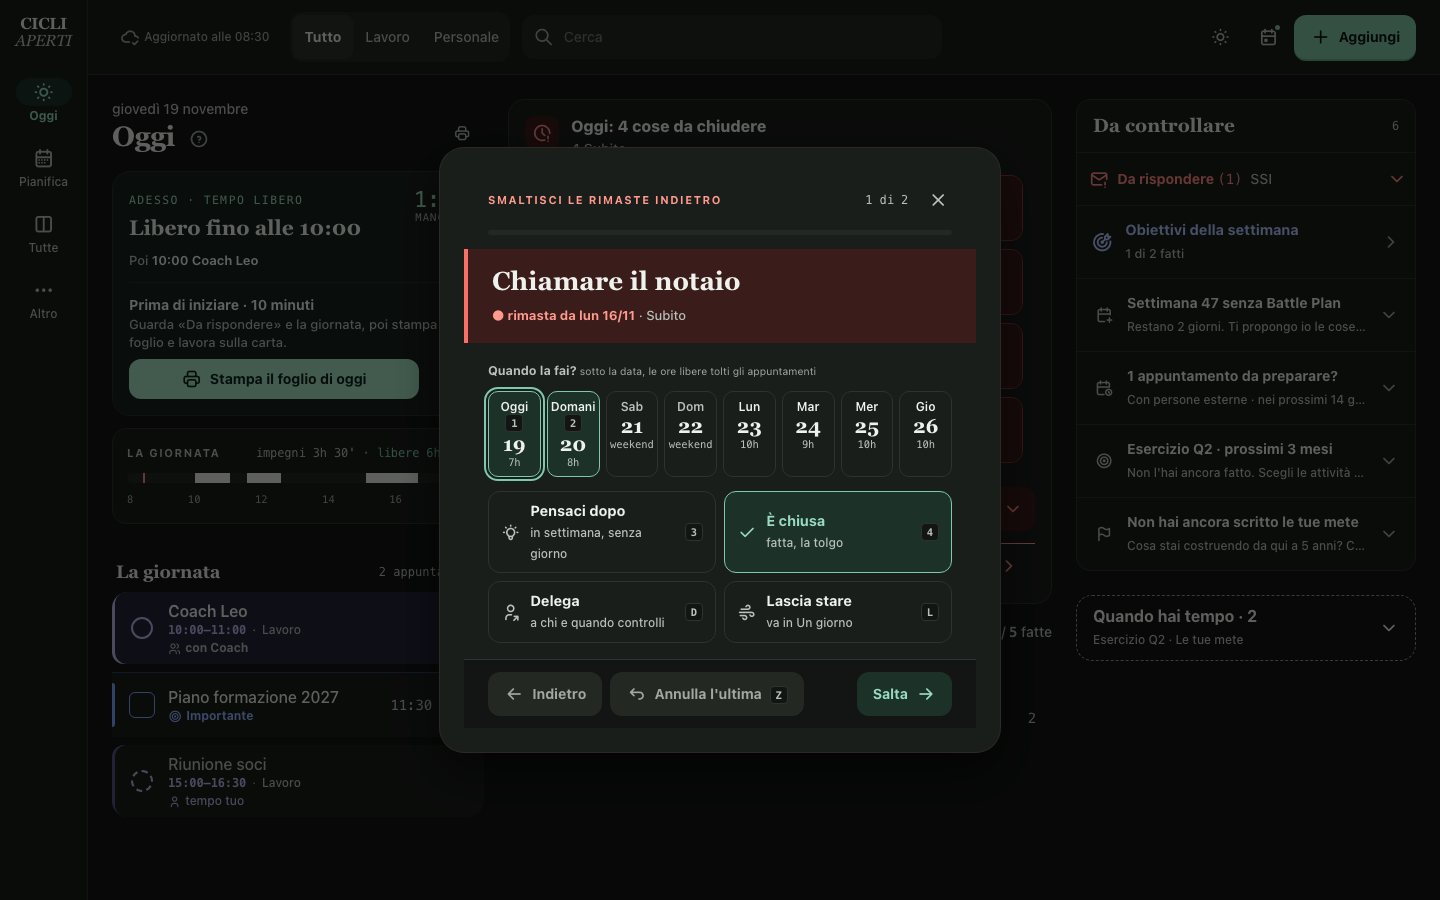 CICLI
APERTI
Aggiornato alle 08:30
Tutto
Lavoro
Personale
Cerca
Aggiungi
Oggi
Pianifica
Tutte
Altro
giovedì 19 novembre
Oggi
ADESSO · TEMPO LIBERO
1:
Libero fino alle 10:00
Poi 10:00 Coach Leo
Prima di iniziare · 10 minuti
Guarda «Da rispondere» e la giornata, poi stampa
foglio e lavora sulla carta.
Stampa il foglio di oggi
LA GIORNATA
impegni 3h 30' · libere 6h
8 10 12 14 16
La giornata
Coach Leo
10:00–11:00 · Lavoro
con Coach
Piano formazione 2027
11:30
Importante
Riunione soci
15:00–16:30 · Lavoro
tempo tuo
Oggi: 4 cose da chiudere
/ 5 fatte
2
SMALTISCI LE RIMASTE INDIETRO
1 di 2
Chiamare il notaio
rimasta da lun 16/11 · Subito
Quando la fai? sotto la data, le ore libere tolti gli appuntamenti
Oggi
1
19
7h
Domani
2
20
8h
Sab
21
weekend
Dom
22
weekend
Lun
23
10h
Mar
24
9h
Mer
25
10h
Gio
26
10h
Pensaci dopo
in settimana, senza
giorno
3
È chiusa
fatta, la tolgo
4
Delega
a chi e quando controlli
D
Lascia stare
va in Un giorno
L
Indietro
Annulla l'ultima Z
Salta
Da controllare
6
Da rispondere (1) SSI
Obiettivi della settimana
1 di 2 fatti
Settimana 47 senza Battle Plan
Restano 2 giorni. Ti propongo io le cose...
1 appuntamento da preparare?
Con persone esterne · nei prossimi 14 g...
Esercizio Q2 · prossimi 3 mesi
Non l'hai ancora fatto. Scegli le attività ...
Non hai ancora scritto le tue mete
Cosa stai costruendo da qui a 5 anni? C...
Quando hai tempo · 2
Esercizio Q2 · Le tue mete